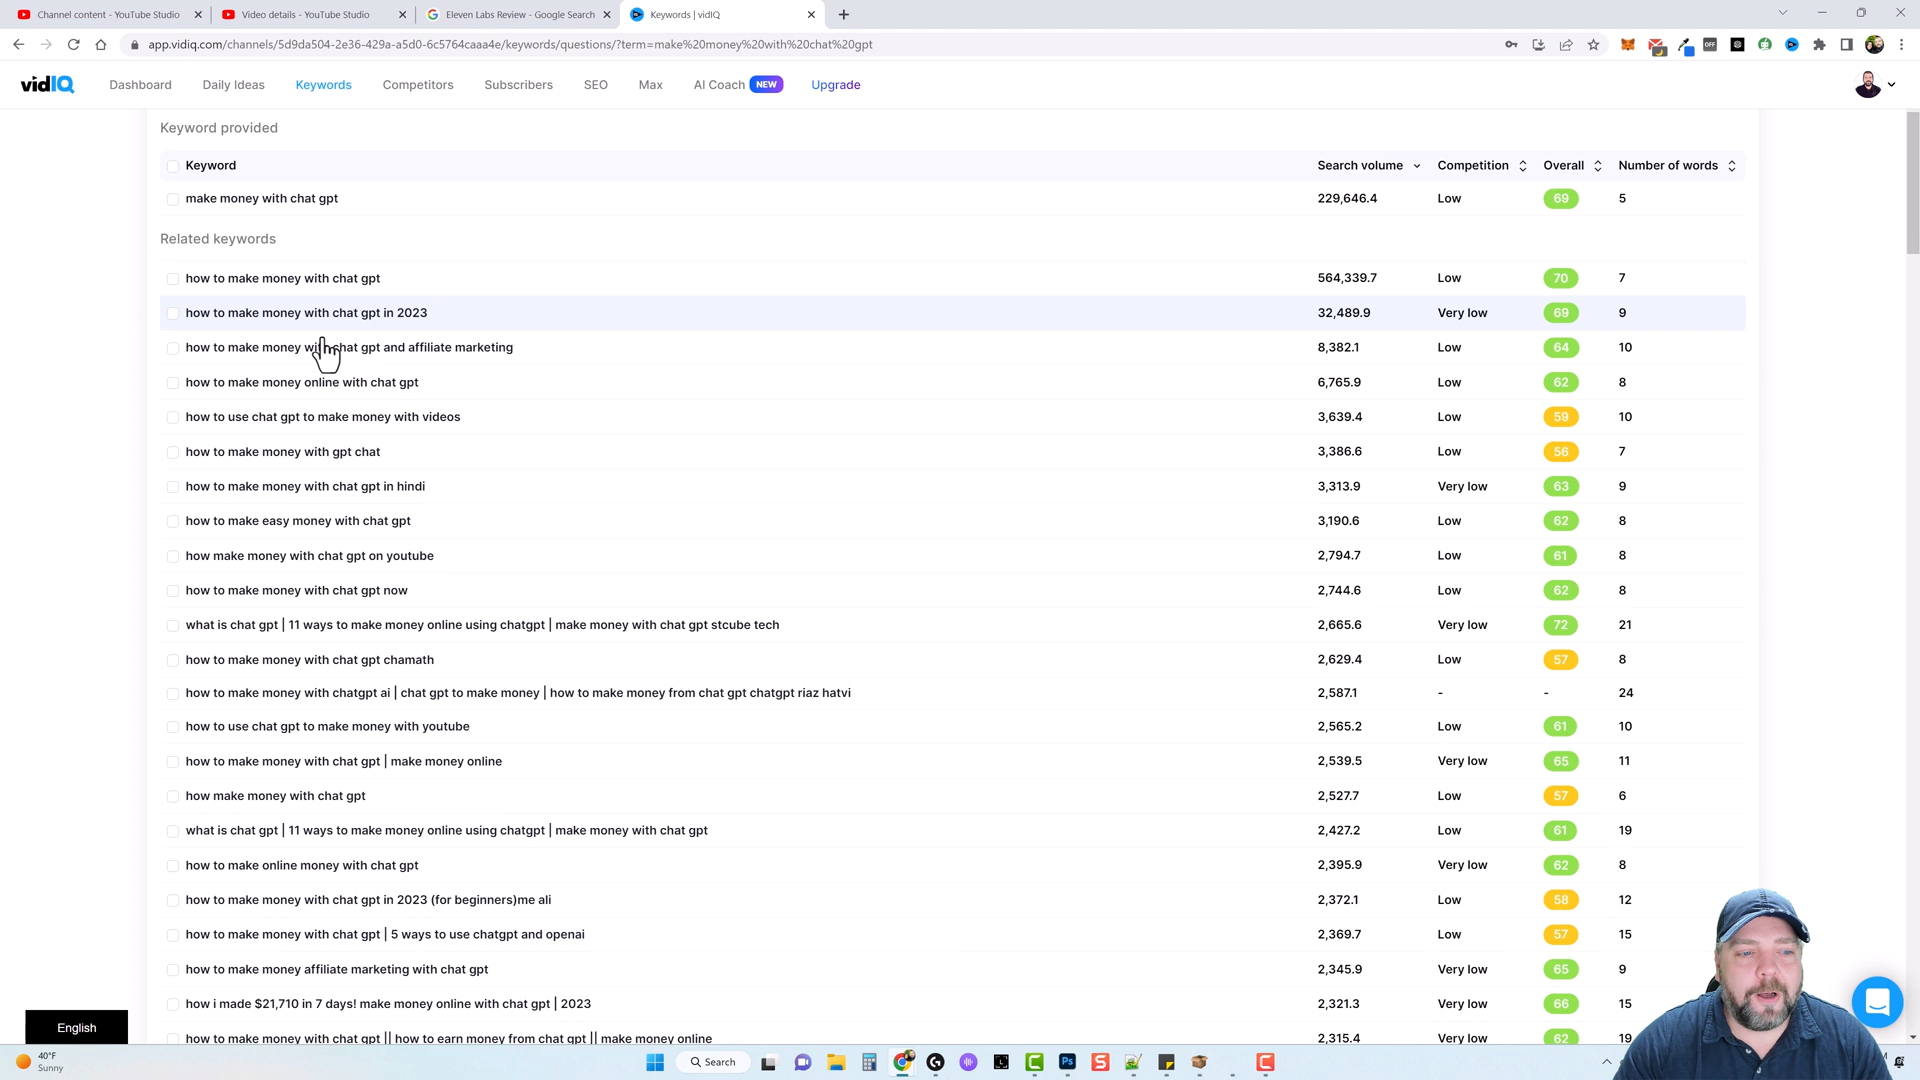 Channel content - YouTube Studio
Video details - YouTube Studio
Eleven Labs Review - Google Search
Keywords | vidIQ
app.vidiq.com/channels/5d9da504-2e36-429a-a5d0-6c5764caaa4e/keywords/questions/?term=make%20money%20with%20chat%20gpt
OFF
vidIQ Dashboard Daily Ideas Keywords Competitors Subscribers SEO Max AI Coach NEW Upgrade
Keyword provided
Keyword Search volume Competition Overall Number of words
make money with chat gpt 229,646.4 Low 69 5
Related keywords
how to make money with chat gpt 564,339.7 Low 70 7
how to make money with chat gpt in 2023 32,489.9 Very low 69 9
how to make money with chat gpt and affiliate marketing 8,382.1 Low 64 10
how to make money online with chat gpt 6,765.9 Low 62 8
how to use chat gpt to make money with videos 3,639.4 Low 59 10
how to make money with gpt chat 3,386.6 Low 56 7
how to make money with chat gpt in hindi 3,313.9 Very low 63 9
how to make easy money with chat gpt 3,190.6 Low 62 8
how make money with chat gpt on youtube 2,794.7 Low 61 8
how to make money with chat gpt now 2,744.6 Low 62 8
what is chat gpt | 11 ways to make money online using chatgpt | make money with chat gpt stcube tech 2,665.6 Very low 72 21
how to make money with chat gpt chamath 2,629.4 Low 57 8
how to make money with chatgpt ai | chat gpt to make money | how to make money from chat gpt chatgpt riaz hatvi 2,587.1 - - 24
how to use chat gpt to make money with youtube 2,565.2 Low 61 10
how to make money with chat gpt | make money online 2,539.5 Very low 65 11
how make money with chat gpt 2,527.7 Low 57 6
what is chat gpt | 11 ways to make money online using chatgpt | make money with chat gpt 2,427.2 Low 61 19
how to make online money with chat gpt 2,395.9 Very low 62 8
how to make money with chat gpt in 2023 (for beginners)me ali 2,372.1 Low 58 12
how to make money with chat gpt | 5 ways to use chatgpt and openai 2,369.7 Low 57 15
how to make money affiliate marketing with chat gpt 2,345.9 Very low 65 9
how i made $21,710 in 7 days! make money online with chat gpt | 2023 2,321.3 Very low 66 15
how to make money with chat gpt || how to earn money from chat gpt || make money online 2,315.4 Very low 62 19
English
40°F
Sunny
Search